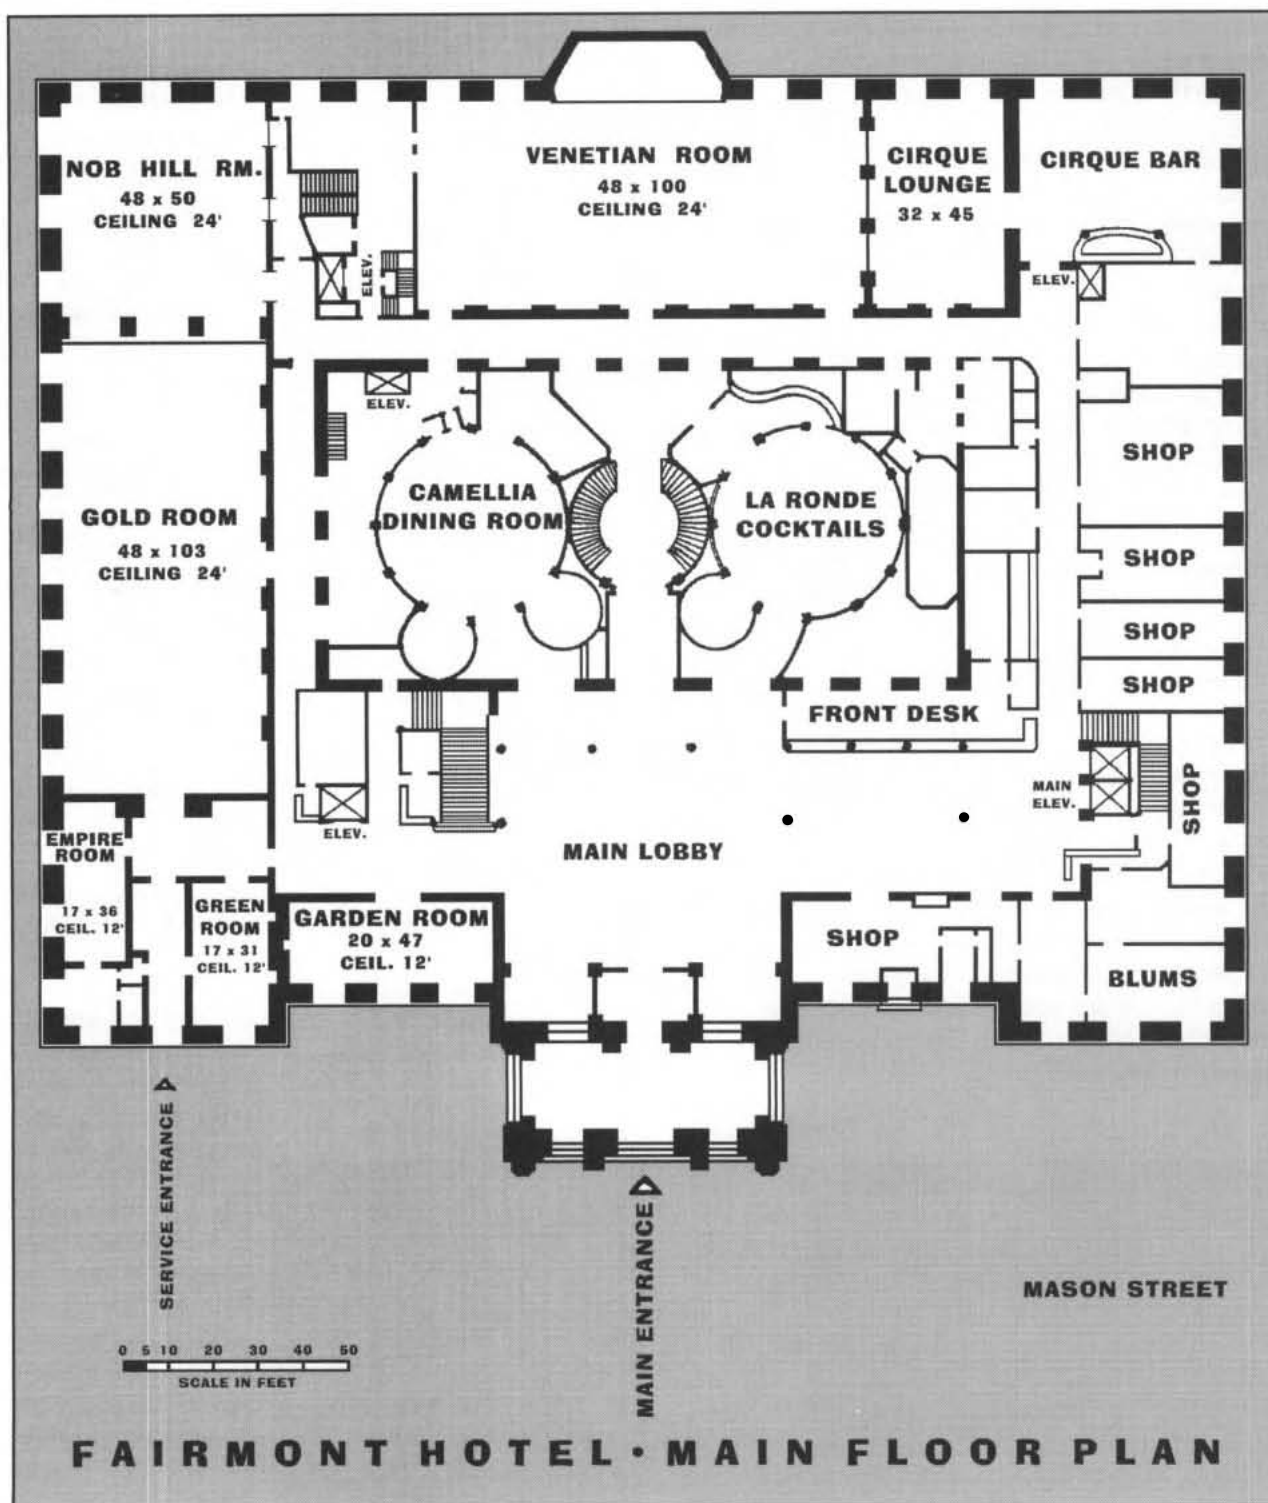 NOB HILL RM.
48 x 50
CEILING 24'
VENETIAN ROOM
48 x 100
CEILING 24'
CIRQUE
LOUNGE
32 x 45
CIRQUE BAR
ELEV.
ELEV.
ELEV.
GOLD ROOM
48 x 103
CEILING 24'
CAMELLIA
DINING ROOM
LA RONDE
COCKTAILS
SHOP
SHOP
SHOP
SHOP
FRONT DESK
SHOP
MAIN
ELEV.
ELEV.
EMPIRE
ROOM
17 x 36
CEIL. 12'
MAIN LOBBY
GREEN
ROOM
17 x 31
CEIL. 12'
GARDEN ROOM
20 x 47
CEIL. 12'
SHOP
BLUMS
SERVICE ENTRANCE
MAIN ENTRANCE
MASON STREET
0 5 10 20 30 40 50
SCALE IN FEET
FAIRMONT HOTEL • MAIN FLOOR PLAN